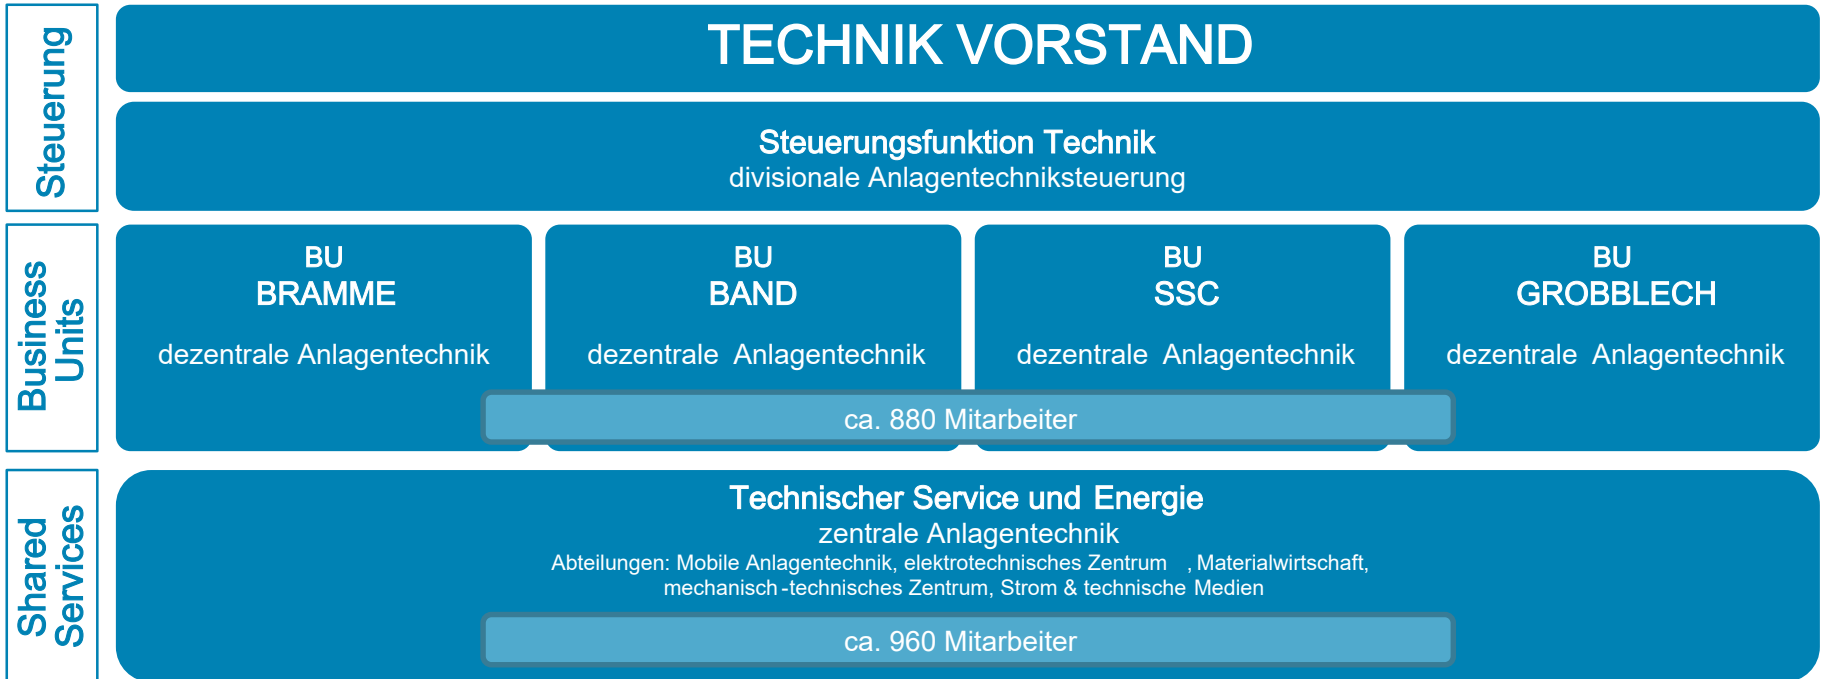 Steuerung
TECHNIK VORSTAND
Steuerungsfunktion Technik
divisionale Anlagentechniksteuerung
Business
Units
BU
BRAMME
dezentrale Anlagentechnik
BU
BAND
dezentrale Anlagentechnik
BU
SSC
dezentrale Anlagentechnik
BU
GROBBLECH
dezentrale Anlagentechnik
ca. 880 Mitarbeiter
Shared
Services
Technischer Service und Energie
zentrale Anlagentechnik
Abteilungen: Mobile Anlagentechnik, elektrotechnisches Zentrum , Materialwirtschaft,
mechanisch-technisches Zentrum, Strom & technische Medien
ca. 960 Mitarbeiter